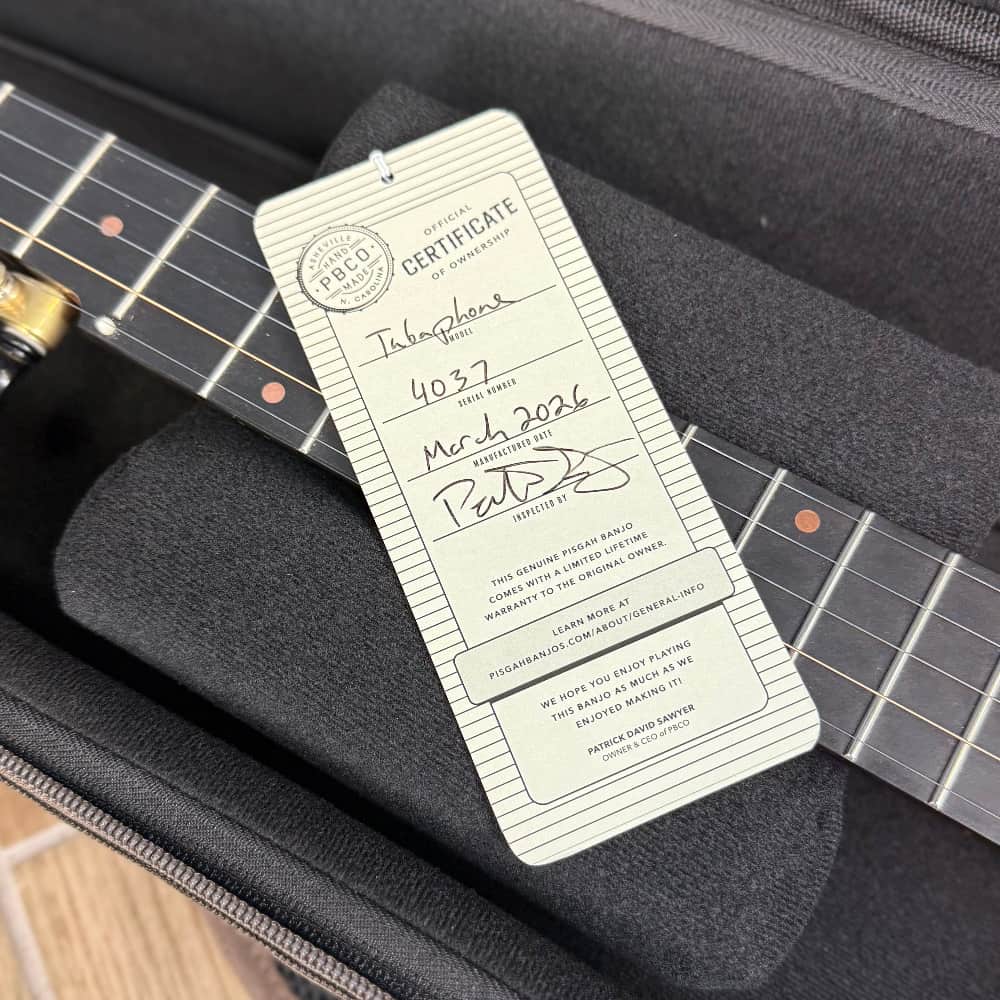 ASHEVILLE
HAND
PBCO
MADE
N. CAROLINA
OFFICIAL
CERTIFICATE
OF OWNERSHIP
Tubaphone
MODEL
4037
SERIAL NUMBER
March 2026
MANUFACTURED DATE
INSPECTED BY
THIS GENUINE PISGAH BANJO
COMES WITH A LIMITED LIFETIME
WARRANTY TO THE ORIGINAL OWNER.
LEARN MORE AT
PISGAHBANJOS.COM/ABOUT/GENERAL-INFO
WE HOPE YOU ENJOY PLAYING
THIS BANJO AS MUCH AS WE
ENJOYED MAKING IT!
PATRICK DAVID SAWYER
OWNER & CEO of PBCO